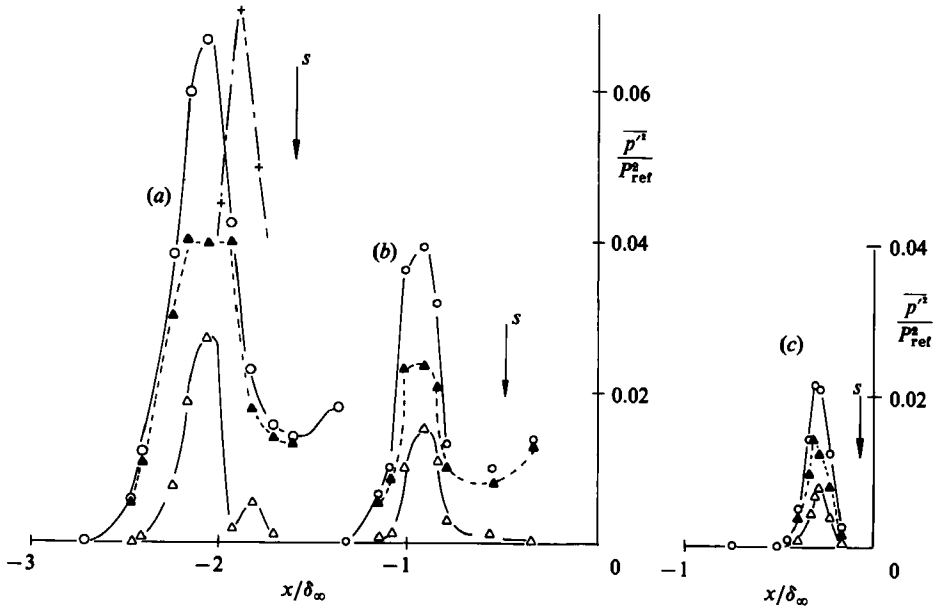 s
0.06
p′² / P²ref
(a)
0.04
(b)
s
0.02
−3
−2
−1
0
x/δ∞
0.04
p′² / P²ref
(c)
s
0.02
−1
0
x/δ∞